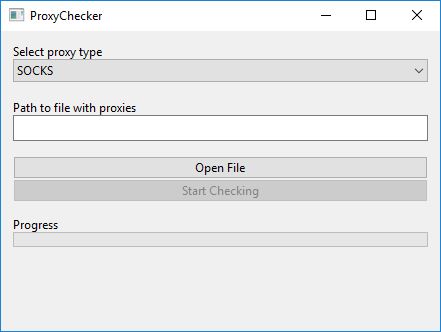 ProxyChecker
Select proxy type
SOCKS
Path to file with proxies
Open File
Start Checking
Progress